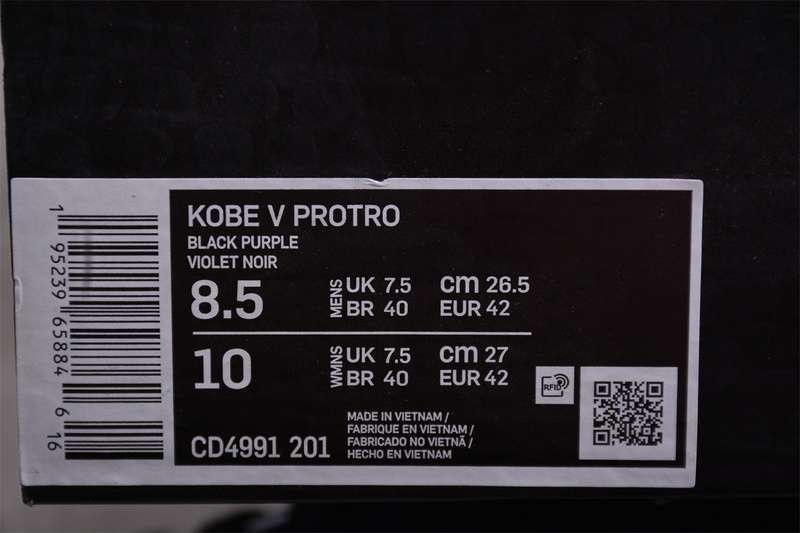 KOBE V PROTRO
BLACK PURPLE
VIOLET NOIR
8.5 MENS UK 7.5 cm 26.5
BR 40 EUR 42
10 WMNS UK 7.5 cm 27
BR 40 EUR 42
RFID
CD4991 201
MADE IN VIETNAM /
FABRIQUE EN VIETNAM /
FABRICADO NO VIETNÃ /
HECHO EN VIETNAM
1 95239 65884 6 16